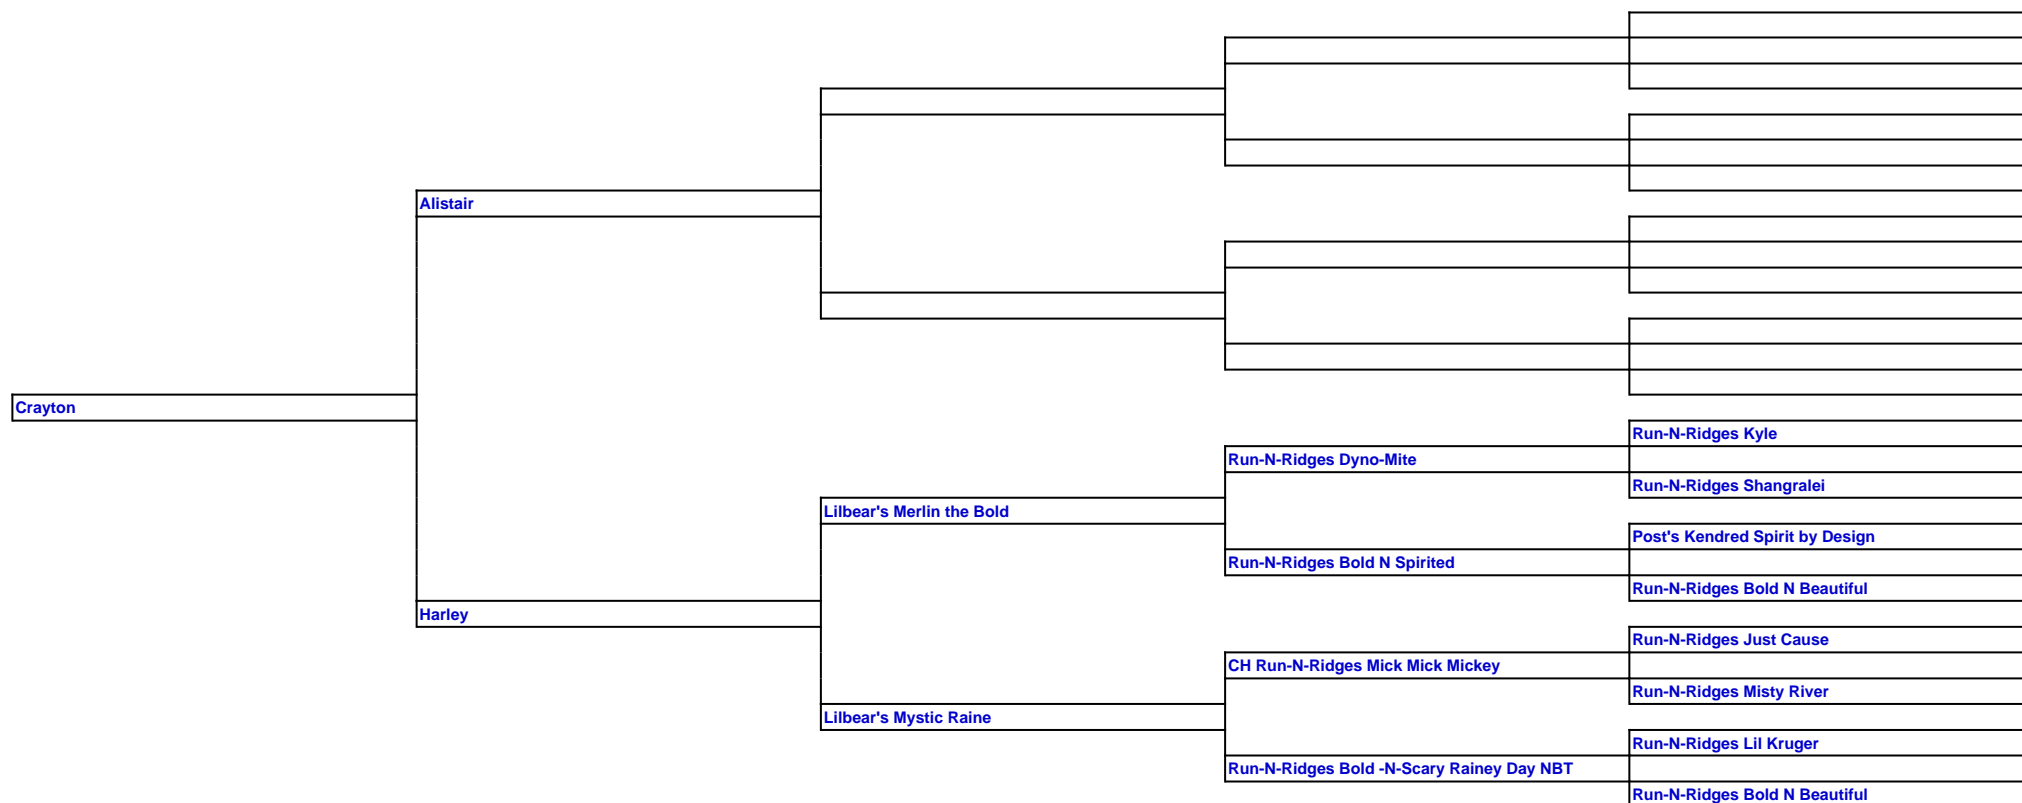 Alistair
Crayton
Run-N-Ridges Kyle
Run-N-Ridges Dyno-Mite
Run-N-Ridges Shangralei
Lilbear's Merlin the Bold
Post's Kendred Spirit by Design
Run-N-Ridges Bold N Spirited
Run-N-Ridges Bold N Beautiful
Harley
Run-N-Ridges Just Cause
CH Run-N-Ridges Mick Mick Mickey
Run-N-Ridges Misty River
Lilbear's Mystic Raine
Run-N-Ridges Lil Kruger
Run-N-Ridges Bold -N-Scary Rainey Day NBT
Run-N-Ridges Bold N Beautiful